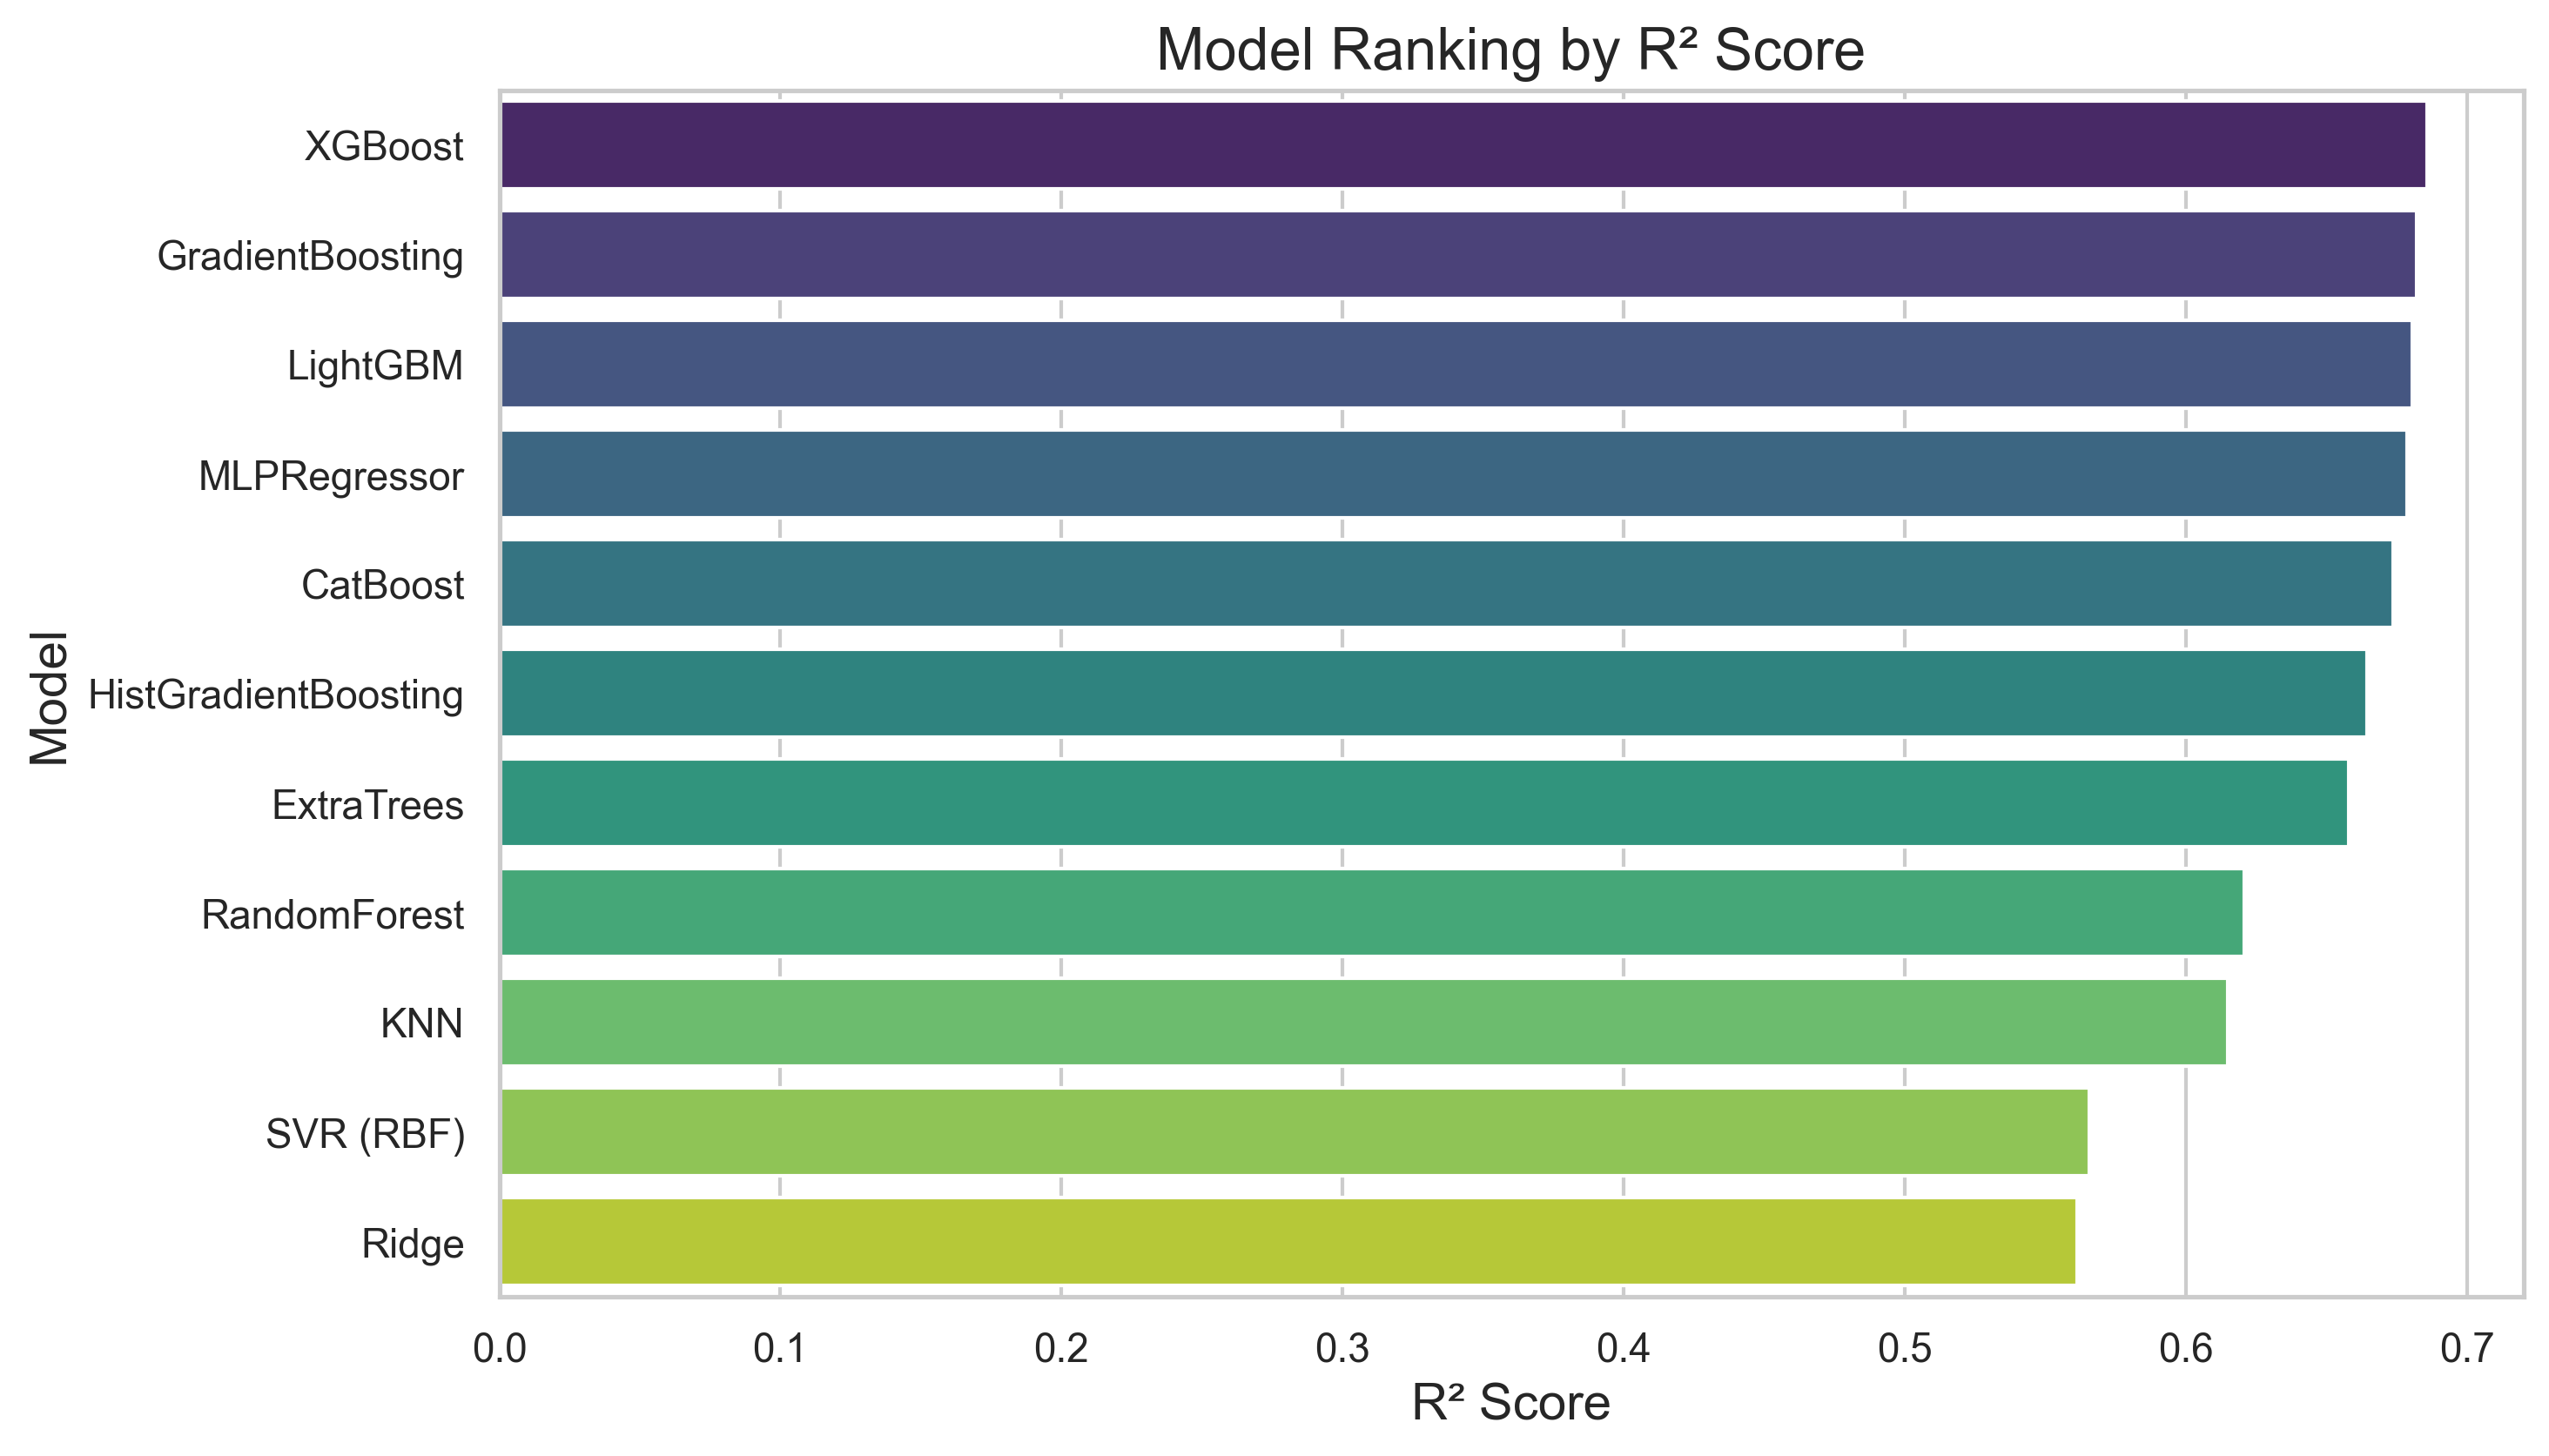 Model Ranking by R² Score
XGBoost
GradientBoosting
LightGBM
MLPRegressor
CatBoost
Model
HistGradientBoosting
ExtraTrees
RandomForest
KNN
SVR (RBF)
Ridge
0.0 0.1 0.2 0.3 0.4 0.5 0.6 0.7
R² Score